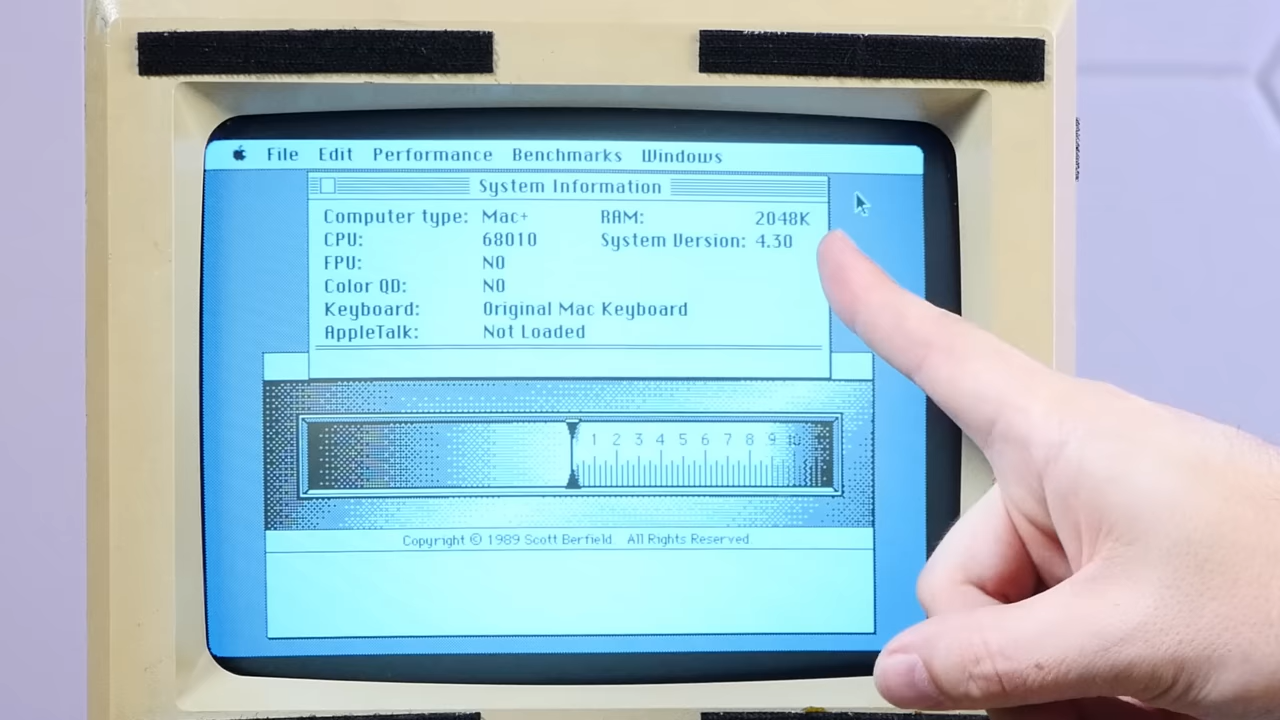 File Edit Performance Benchmarks Windows
System Information
Computer type: Mac+ RAM: 2048K
CPU: 68010 System Version: 4.30
FPU: NO
Color QD: NO
Keyboard: Original Mac Keyboard
AppleTalk: Not Loaded
1 2 3 4 5 6 7 8 9 10
Copyright © 1989 Scott Berfield All Rights Reserved